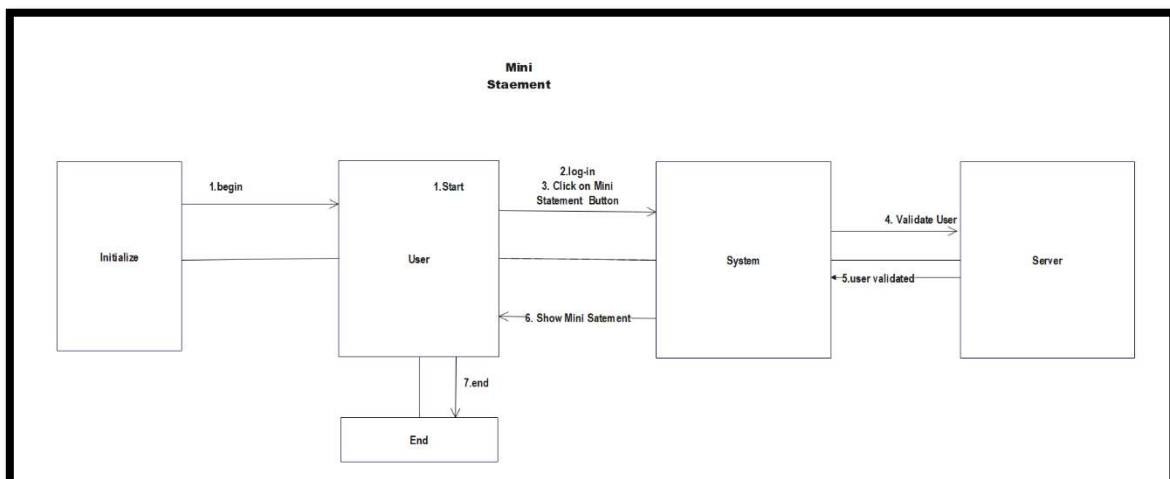 Mini
Staement
1.begin
1.Start
2.log-in
3. Click on Mini
Statement Button
4. Validate User
Initialize
User
System
Server
5.user validated
6. Show Mini Satement
7.end
End